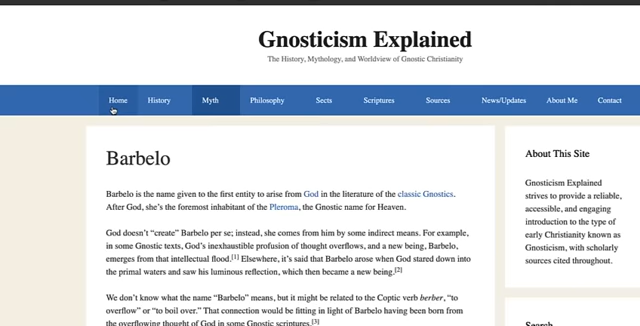 Gnosticism Explained
The History, Mythology, and Worldview of Gnostic Christianity
Home History Myth Philosophy Sects Scriptures Sources News/Updates About Me Contact
Barbelo
Barbelo is the name given to the first entity to arise from God in the literature of the classic Gnostics.
After God, she's the foremost inhabitant of the Pleroma, the Gnostic name for Heaven.
God doesn't "create" Barbelo per se; instead, she comes from him by some indirect means. For example,
in some Gnostic texts, God's inexhaustible profusion of thought overflows, and a new being, Barbelo,
emerges from that intellectual flood.[1] Elsewhere, it's said that Barbelo arose when God stared down into
the primal waters and saw his luminous reflection, which then became a new being.[2]
We don't know what the name "Barbelo" means, but it might be related to the Coptic verb berber, "to
overflow" or "to boil over." That connection would be fitting in light of Barbelo having been born from
the overflowing thought of God in some Gnostic scriptures.[3]
About This Site
Gnosticism Explained
strives to provide a reliable,
accessible, and engaging
introduction to the type of
early Christianity known as
Gnosticism, with scholarly
sources cited throughout.
Search